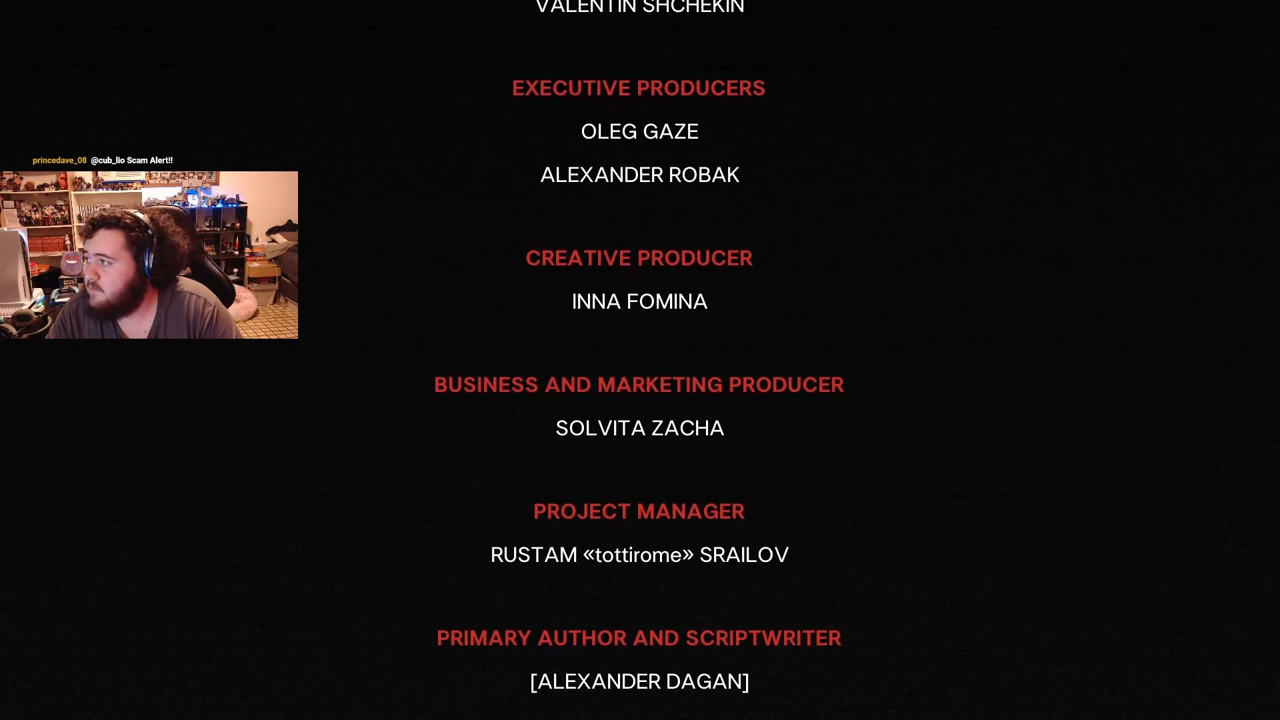 VALENTIN SHCHEKIN
EXECUTIVE PRODUCERS
OLEG GAZE
ALEXANDER ROBAK
princedave_08 @cub_lio Scam Alert!!
CREATIVE PRODUCER
INNA FOMINA
BUSINESS AND MARKETING PRODUCER
SOLVITA ZACHA
PROJECT MANAGER
RUSTAM «tottirome» SRAILOV
PRIMARY AUTHOR AND SCRIPTWRITER
[ALEXANDER DAGAN]